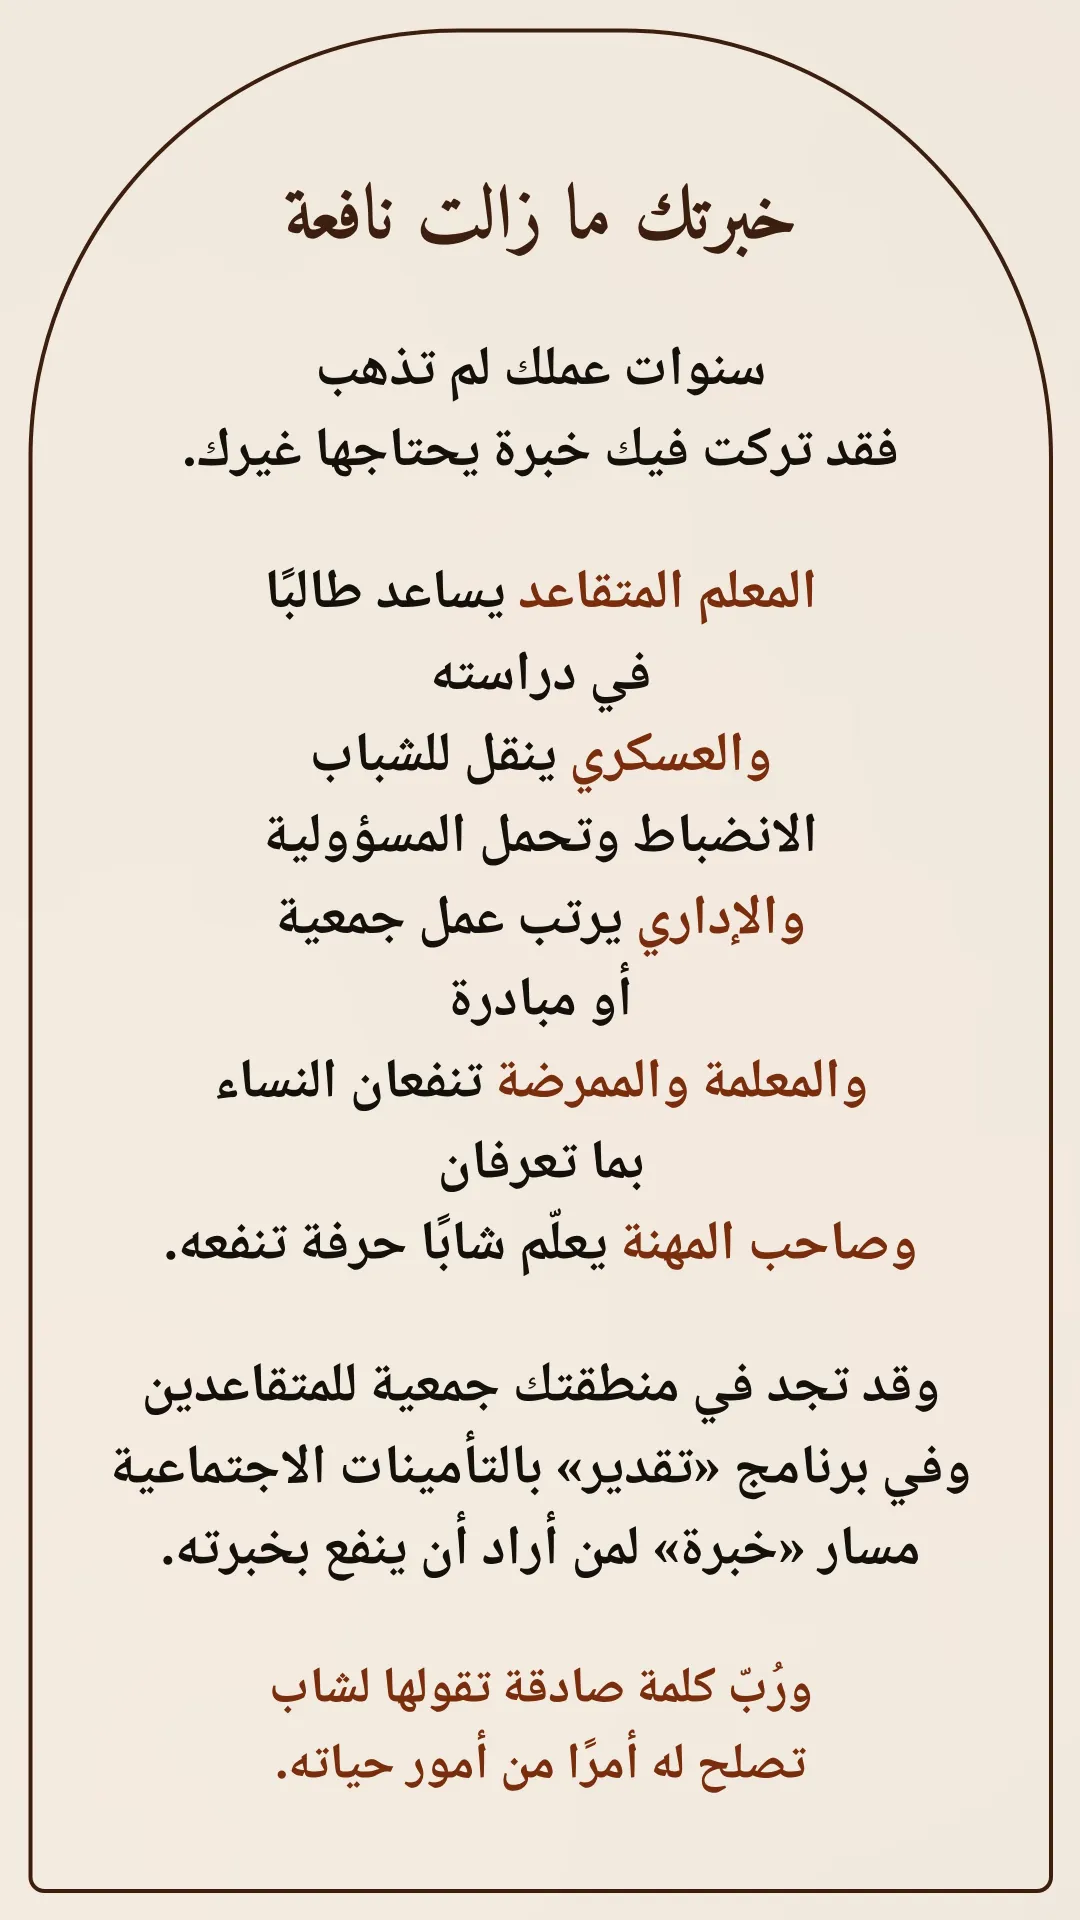 خبرتك ما زالت نافعة
سنوات عملك لم تذهب
فقد تركت فيك خبرة يحتاجها غيرك.
المعلم المتقاعد يساعد طالبًا
في دراسته
والعسكري ينقل للشباب
الانضباط وتحمل المسؤولية
والإداري يرتب عمل جمعية
أو مبادرة
والمعلمة والممرضة تنفعان النساء
بما تعرفان
وصاحب المهنة يعلّم شابًا حرفة تنفعه.
وقد تجد في منطقتك جمعية للمتقاعدين
وفي برنامج «تقدير» بالتأمينات الاجتماعية
مسار «خبرة» لمن أراد أن ينفع بخبرته.
ورُبّ كلمة صادقة تقولها لشاب
تصلح له أمرًا من أمور حياته.